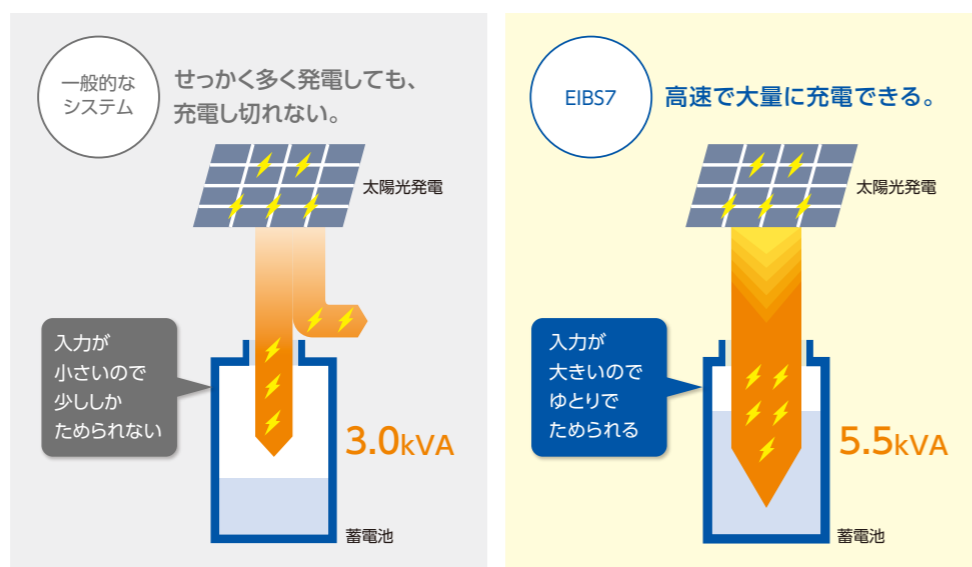 一般的な
システム
せっかく多く発電しても、
充電し切れない。
太陽光発電
入力が
小さいので
少ししか
ためられない
3.0kVA
蓄電池
EIBS7
高速で大量に充電できる。
太陽光発電
入力が
大きいので
ゆとりで
ためられる
5.5kVA
蓄電池